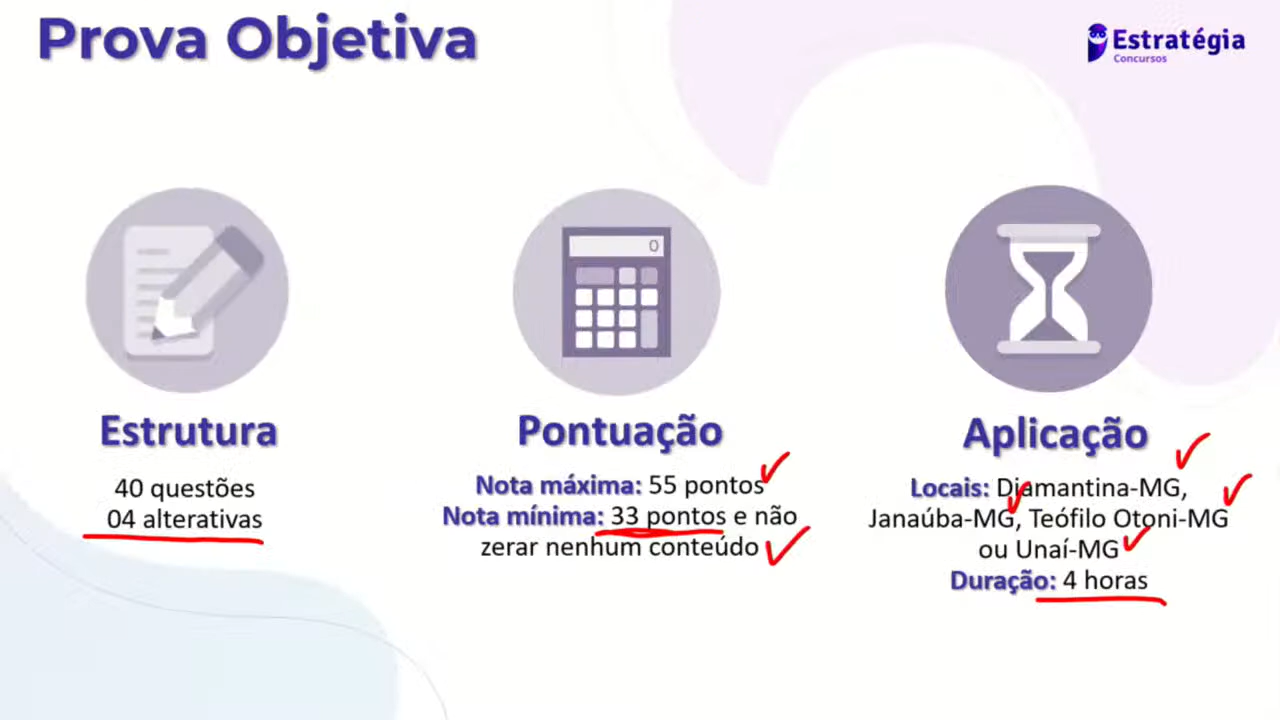 Prova Objetiva
Estratégia
Concursos
0
Estrutura
40 questões
04 alternativas
Pontuação
Nota máxima: 55 pontos
Nota mínima: 33 pontos e não
zerar nenhum conteúdo
Aplicação
Locais: Diamantina-MG,
Janaúba-MG, Teófilo Otoni-MG
ou Unaí-MG
Duração: 4 horas